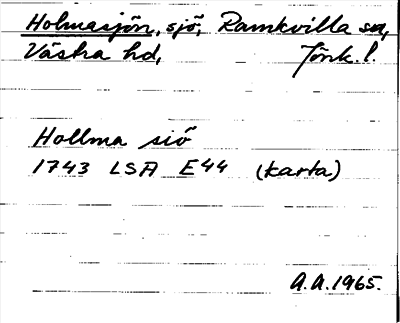 Holmasjön, sjö, Ramkvilla sn,
Västra hd, Jönk. l.
Hollma siö
1743 LSA E44 (karta)
A.A. 1965.